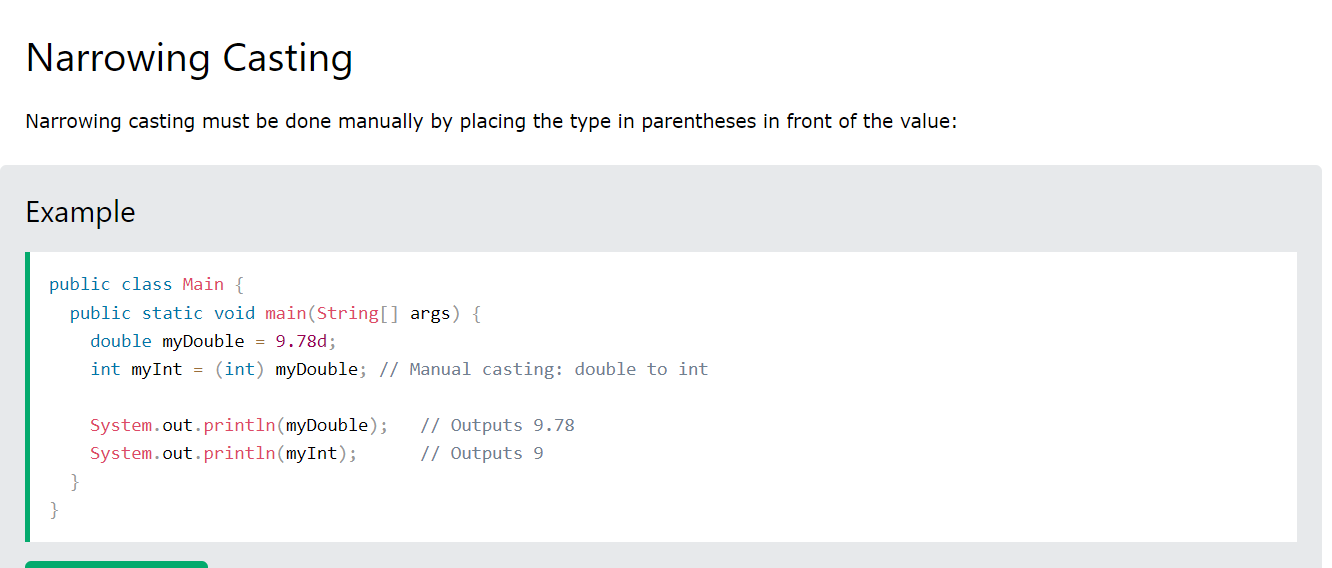 Narrowing Casting
Narrowing casting must be done manually by placing the type in parentheses in front of the value:
Example
public class Main {
  public static void main(String[] args) {
    double myDouble = 9.78d;
    int myInt = (int) myDouble; // Manual casting: double to int
    System.out.println(myDouble);   // Outputs 9.78
    System.out.println(myInt);      // Outputs 9
  }
}